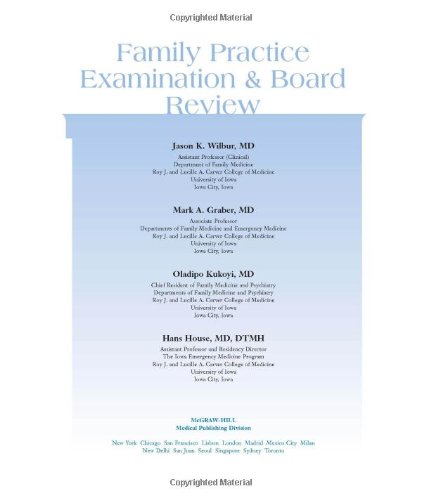 Copyrighted Material
Family Practice
Examination & Board
Review
Jason K. Wilbur, MD
Assistant Professor (Clinical)
Department of Family Medicine
Roy J. and Lucille A. Carver College of Medicine
University of Iowa
Iowa City, Iowa
Mark A. Graber, MD
Associate Professor
Departments of Family Medicine and Emergency Medicine
Roy J. and Lucille A. Carver College of Medicine
University of Iowa
Iowa City, Iowa
Oladipo Kukoyi, MD
Chief Resident of Family Medicine and Psychiatry
Departments of Family Medicine and Psychiatry
Roy J. and Lucille A. Carver College of Medicine
University of Iowa
Iowa City, Iowa
Hans House, MD, DTMH
Assistant Professor and Residency Director
The Iowa Emergency Medicine Program
Roy J. and Lucille A. Carver College of Medicine
University of Iowa
Iowa City, Iowa
McGRAW-HILL
Medical Publishing Division
New York Chicago San Francisco Lisbon London Madrid Mexico City Milan
New Delhi San Juan Seoul Singapore Sydney Toronto
Copyrighted Material